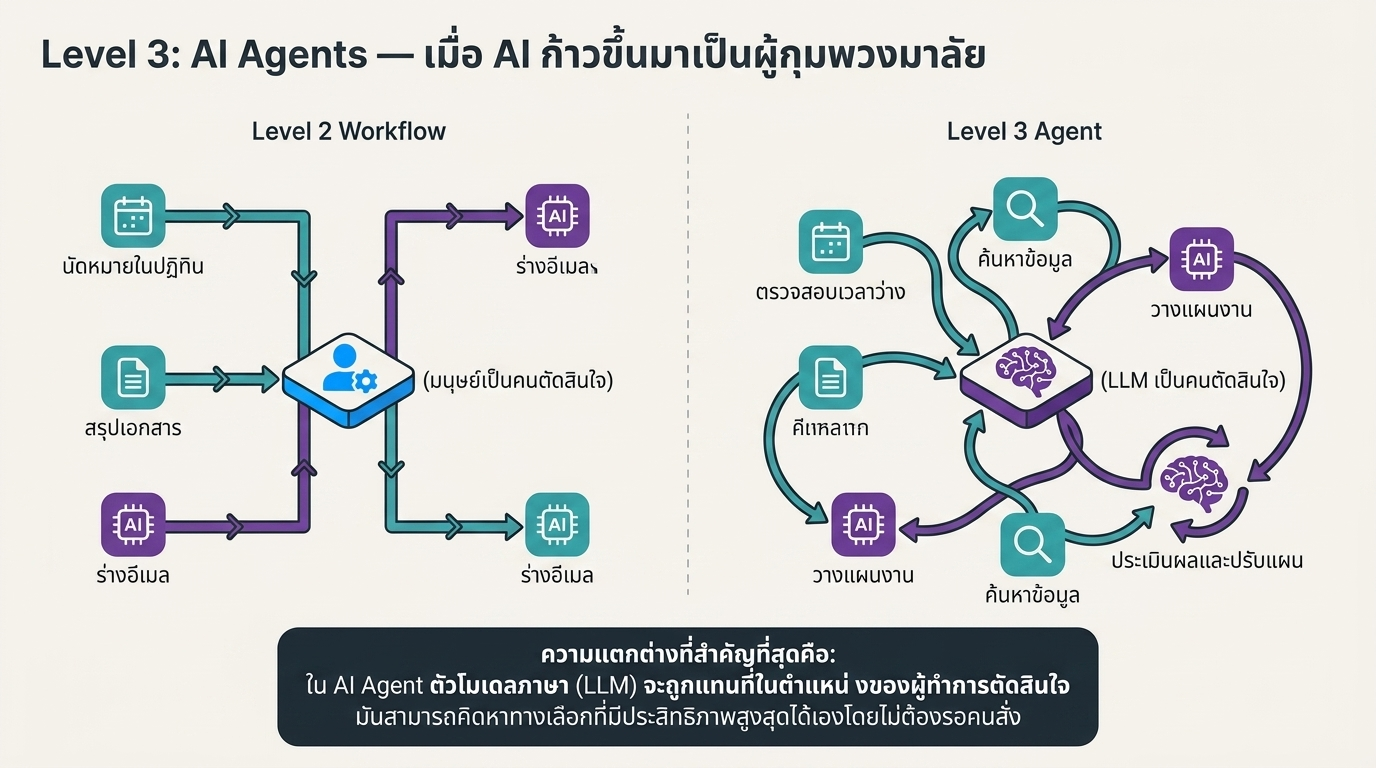 Level 3: AI Agents — เมื่อ AI ก้าวขึ้นมาเป็นผู้กุมพวงมาลัย
Level 2 Workflow
นัดหมายในปฏิทิน
AI
ร่างอีเมล
สรุปเอกสาร
(มนุษย์เป็นคนตัดสินใจ)
AI
ร่างอีเมล
AI
ร่างอีเมล
Level 3 Agent
ตรวจสอบเวลาว่าง
ค้นหาข้อมูล
AI
วางแผนงาน
(LLM เป็นคนตัดสินใจ)
AI
วางแผนงาน
ค้นหาข้อมูล
ประเมินผลและปรับแผน
ความแตกต่างที่สำคัญที่สุดคือ:
ใน AI Agent ตัวโมเดลภาษา (LLM) จะถูกแทนที่ในตำแหน่ งของผู้ทำการตัดสินใจ
มันสามารถคิดหาทางเลือกที่มีประสิทธิภาพสูงสุดได้เองโดยไม่ต้องรอคนสั่ง